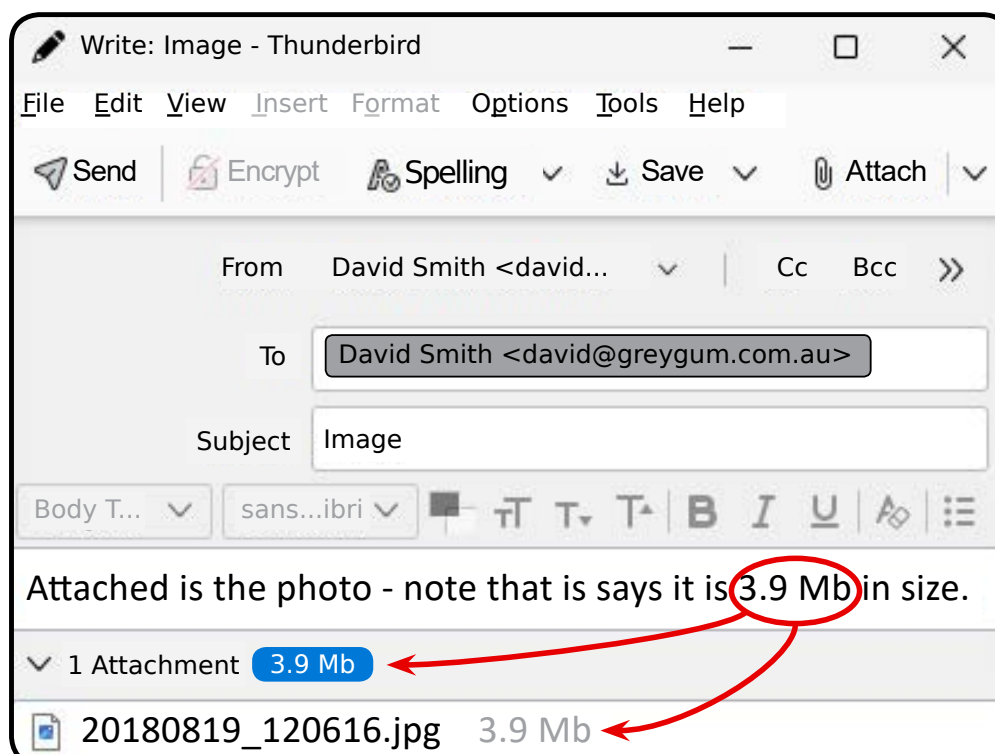 Write: Image - Thunderbird
File Edit View Insert Format Options Tools Help
Send Encrypt Spelling Save Attach
From David Smith <david... Cc Bcc
To David Smith <david@greygum.com.au>
Subject Image
Body T... sans...ibri B I U
Attached is the photo - note that is says it is 3.9 Mb in size.
1 Attachment 3.9 Mb
20180819_120616.jpg 3.9 Mb